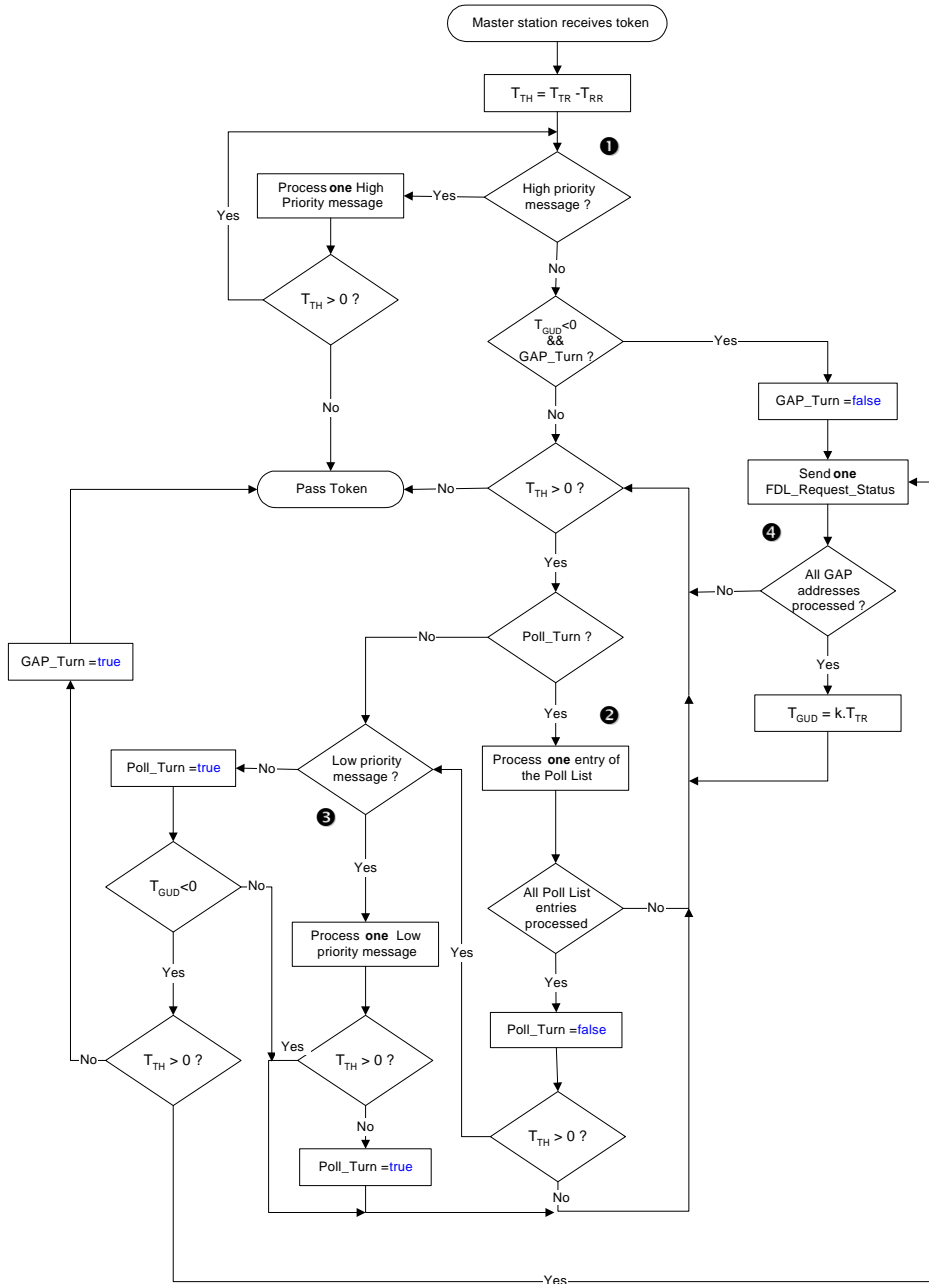 Master station receives token
T_TH = T_TR - T_RR
❶
High priority
message ?
Yes
Process one High
Priority message
Yes
No
T_TH > 0 ?
T_GUD<0
&&
GAP_Turn ?
Yes
No
No
GAP_Turn =false
Pass Token
No
T_TH > 0 ?
Send one
FDL_Request_Status
❹
Yes
All GAP
addresses
processed ?
No
No
Poll_Turn ?
GAP_Turn =true
Yes
Yes
❷
T_GUD = k.T_TR
Poll_Turn =true
No
Low priority
message ?
Process one entry of
the Poll List
❸
Yes
T_GUD<0
No
All Poll List
entries
processed
No
Process one Low
priority message
Yes
Yes
Yes
Poll_Turn =false
No
T_TH > 0 ?
Yes
T_TH > 0 ?
No
T_TH > 0 ?
Poll_Turn =true
No
Yes